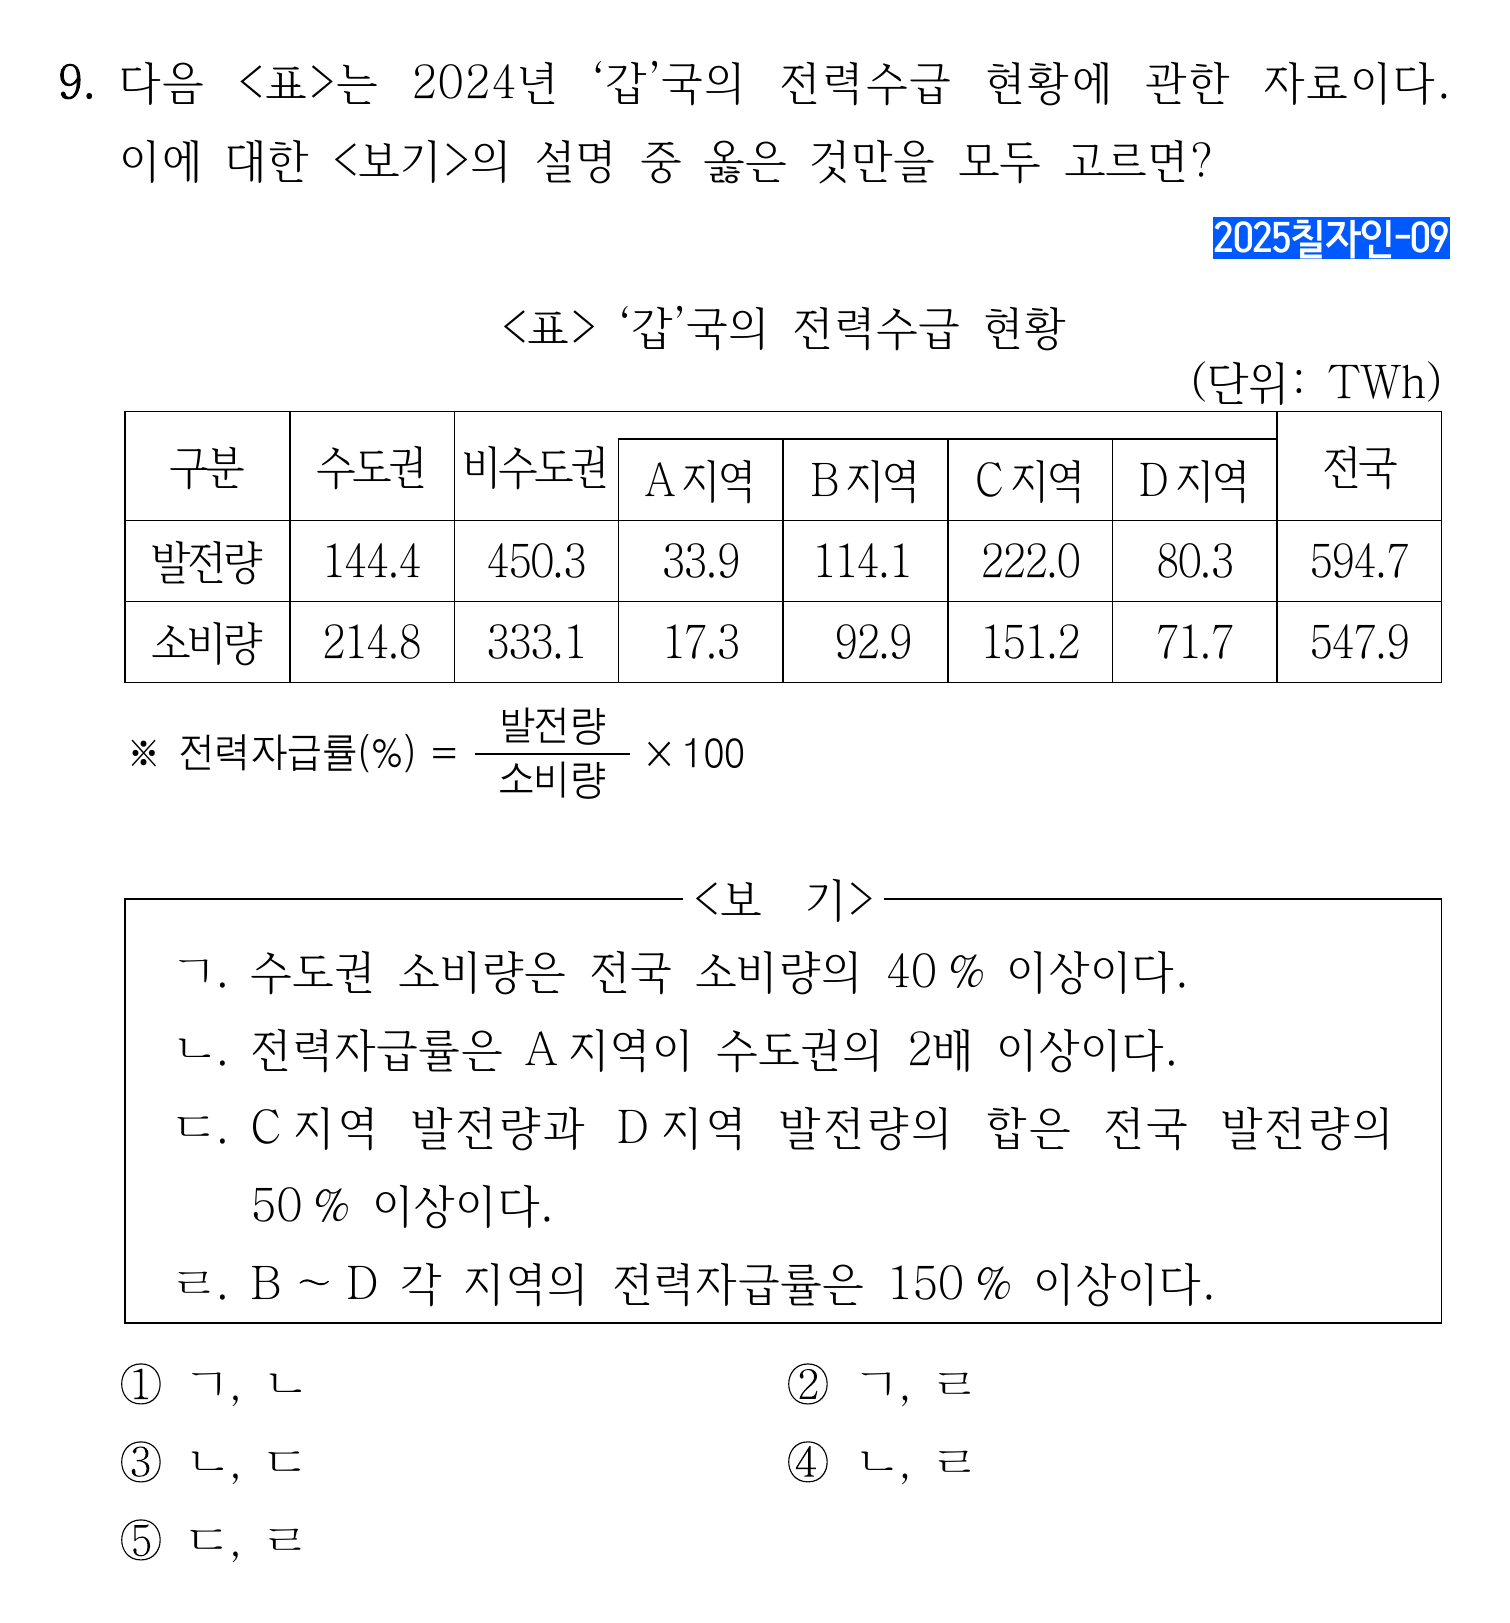 9. 다음 <표>는 2024년 ‘갑’국의 전력수급 현황에 관한 자료이다.
이에 대한 <보기>의 설명 중 옳은 것만을 모두 고르면?
2025칠자인-09
<표> ‘갑’국의 전력수급 현황
(단위: TWh)
구분 수도권 비수도권 A지역 B지역 C지역 D지역 전국
발전량 144.4 450.3 33.9 114.1 222.0 80.3 594.7
소비량 214.8 333.1 17.3 92.9 151.2 71.7 547.9
※ 전력자급률(%) = 발전량 / 소비량 × 100
<보 기>
ㄱ. 수도권 소비량은 전국 소비량의 40% 이상이다.
ㄴ. 전력자급률은 A지역이 수도권의 2배 이상이다.
ㄷ. C지역 발전량과 D지역 발전량의 합은 전국 발전량의
50% 이상이다.
ㄹ. B~D 각 지역의 전력자급률은 150% 이상이다.
① ㄱ, ㄴ ② ㄱ, ㄹ
③ ㄴ, ㄷ ④ ㄴ, ㄹ
⑤ ㄷ, ㄹ